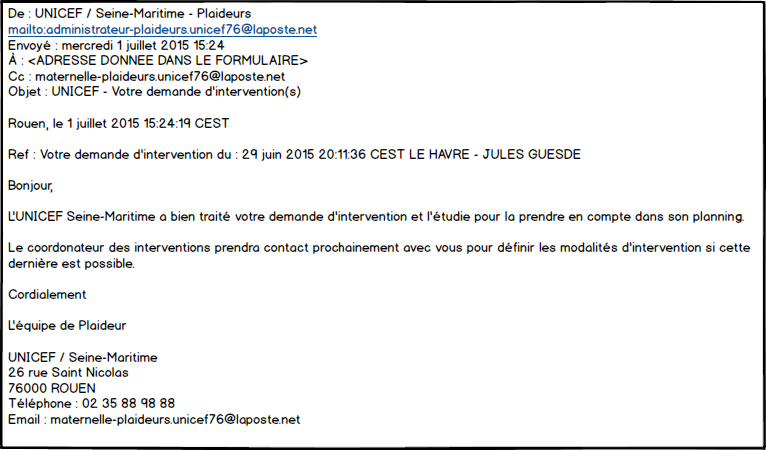 De : UNICEF / Seine-Maritime - Plaideurs
mailto:administrateur-plaideurs.unicef76@laposte.net
Envoyé : mercredi 1 juillet 2015 15:24
À : <ADRESSE DONNEE DANS LE FORMULAIRE>
Cc : maternelle-plaideurs.unicef76@laposte.net
Objet : UNICEF - Votre demande d'intervention(s)
Rouen, le 1 juillet 2015 15:24:19 CEST
Ref : Votre demande d'intervention du : 29 juin 2015 20:11:36 CEST LE HAVRE - JULES GUESDE
Bonjour,
L'UNICEF Seine-Maritime a bien traité votre demande d'intervention et l'étudie pour la prendre en compte dans son planning.
Le coordonateur des interventions prendra contact prochainement avec vous pour définir les modalités d'intervention si cette
dernière est possible.
Cordialement
L'équipe de Plaideur
UNICEF / Seine-Maritime
26 rue Saint Nicolas
76000 ROUEN
Téléphone : 02 35 88 98 88
Email : maternelle-plaideurs.unicef76@laposte.net